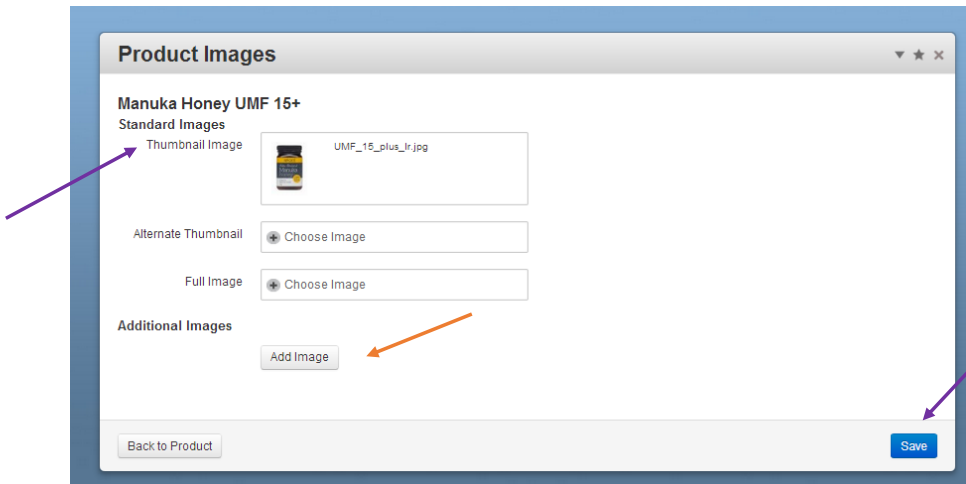 Product Images
Manuka Honey UMF 15+
Standard Images
Thumbnail Image
UMF_15_plus_lr.jpg
Alternate Thumbnail
Choose Image
Full Image
Choose Image
Additional Images
Add Image
Back to Product
Save